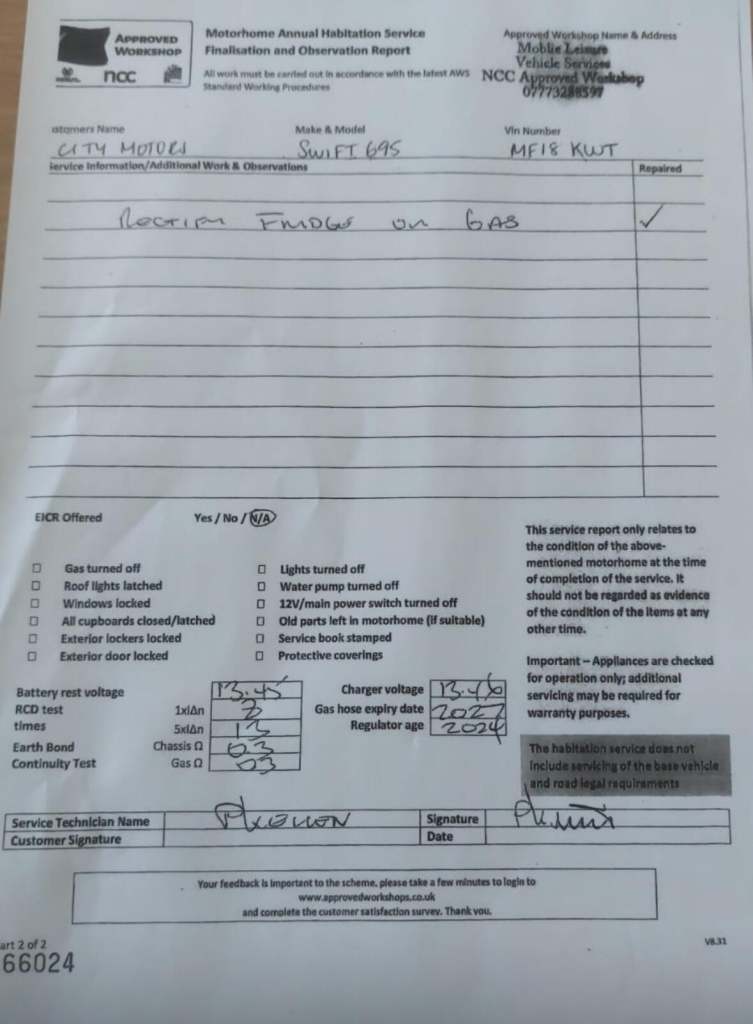 APPROVED
WORKSHOP
ncc
Motorhome Annual Habitation Service
Finalisation and Observation Report
All work must be carried out in accordance with the latest AWS
Standard Working Procedures
Approved Workshop Name & Address
Mobile Leisure
Vehicle Services
NCC Approved Workshop
stomers Name
Make & Model
Vin Number
CITY MOTORS
SWIFT 695
MF18 KWT
ervice Information/Additional Work & Observations
Repaired
ON GAS ✓
EICR Offered Yes / No / N/A
Gas turned off
Roof lights latched
Windows locked
All cupboards closed/latched
Exterior lockers locked
Exterior door locked
Lights turned off
Water pump turned off
12V/main power switch turned off
Old parts left in motorhome (if suitable)
Service book stamped
Protective coverings
This service report only relates to
the condition of the above-
mentioned motorhome at the time
of completion of the service. It
should not be regarded as evidence
of the condition of the items at any
other time.
Important – Appliances are checked
for operation only; additional
servicing may be required for
warranty purposes.
The habitation service does not
include servicing of the base vehicle
and road legal requirements
Battery rest voltage 13.45
RCD test 1xIΔn
times 5xIΔn 13
Earth Bond Chassis Ω 03
Continuity Test Gas Ω 03
Charger voltage 13.46
Gas hose expiry date 2027
Regulator age 2024
Service Technician Name
Signature
Customer Signature
Date
Your feedback is important to the scheme, please take a few minutes to login to
www.approvedworkshops.co.uk
and complete the customer satisfaction survey. Thank you.
art 2 of 2
66024
V8.31